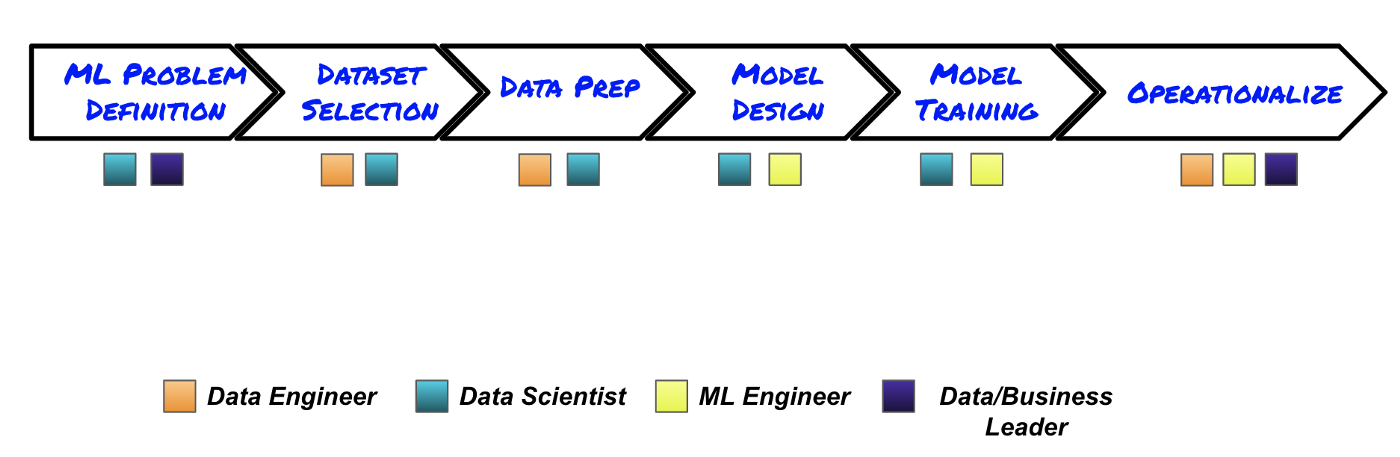 ML Problem
Definition
Dataset
Selection
Data Prep
Model
Design
Model
Training
Operationalize
Data Engineer
Data Scientist
ML Engineer
Data/Business
Leader